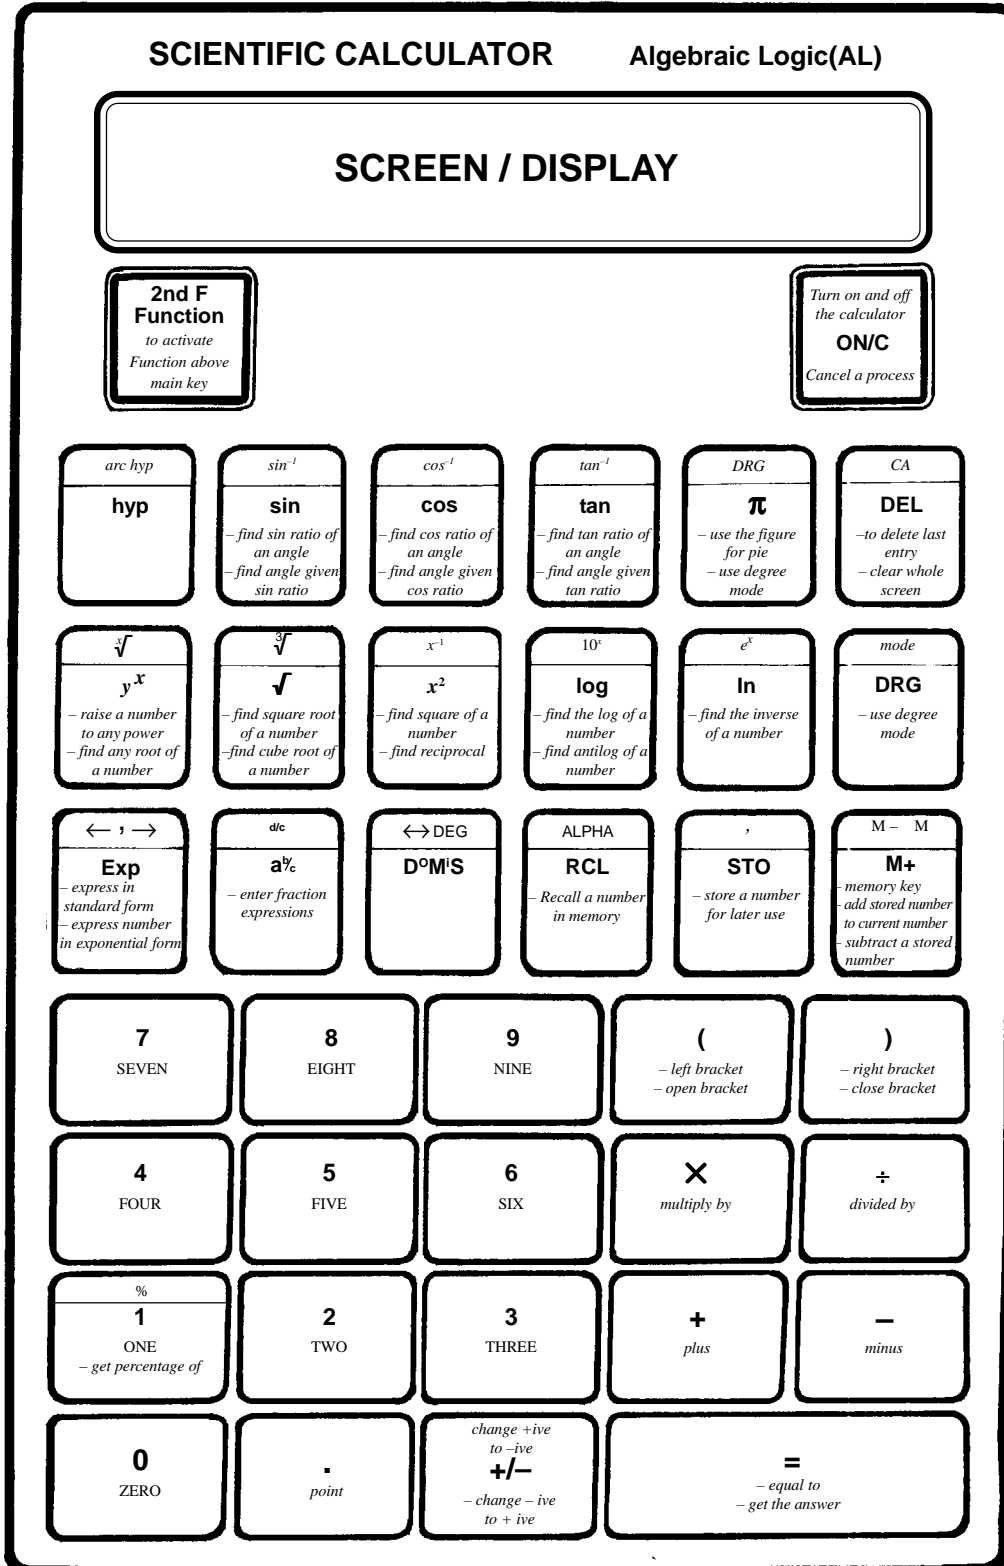 SCIENTIFIC CALCULATOR Algebraic Logic(AL)
SCREEN / DISPLAY
2nd F
Function
to activate
Function above
main key
Turn on and off
the calculator
ON/C
Cancel a process
arc hyp
hyp
sin⁻¹
sin
– find sin ratio of
an angle
– find angle given
sin ratio
cos⁻¹
cos
– find cos ratio of
an angle
– find angle given
cos ratio
tan⁻¹
tan
– find tan ratio of
an angle
– find angle given
tan ratio
DRG
π
– use the figure
for pie
– use degree
mode
CA
DEL
–to delete last
entry
– clear whole
screen
ˣ√
yˣ
– raise a number
to any power
– find any root of
a number
³√
√
– find square root
of a number
–find cube root of
a number
x⁻¹
x²
– find square of a
number
– find reciprocal
10ˣ
log
– find the log of a
number
– find antilog of a
number
eˣ
In
– find the inverse
of a number
mode
DRG
– use degree
mode
← , →
Exp
– express in
standard form
– express number
in exponential form
d/c
a b/c
– enter fraction
expressions
↔DEG
D°M'S
ALPHA
RCL
– Recall a number
in memory
,
STO
– store a number
for later use
M – M
M+
– memory key
– add stored number
to current number
– subtract a stored
number
7
SEVEN
8
EIGHT
9
NINE
(
– left bracket
– open bracket
)
– right bracket
– close bracket
4
FOUR
5
FIVE
6
SIX
×
multiply by
÷
divided by
%
1
ONE
– get percentage of
2
TWO
3
THREE
+
plus
–
minus
0
ZERO
.
point
change +ive
to –ive
+/–
– change – ive
to + ive
=
– equal to
– get the answer